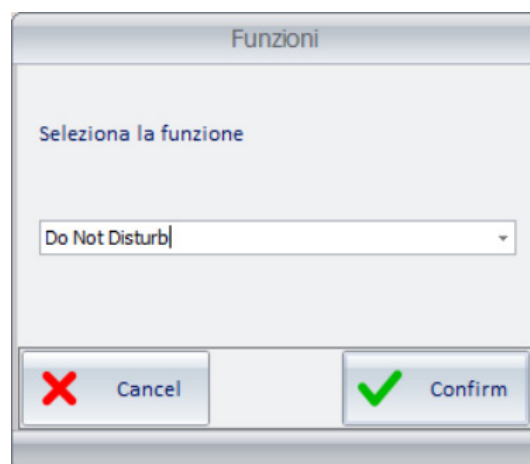 Funzioni
Seleziona la funzione
Do Not Disturb
Cancel
Confirm